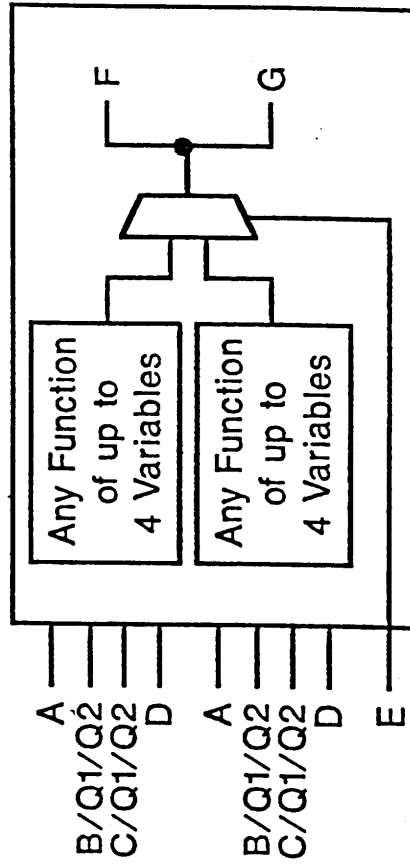 A
B/Q1/Q2
C/Q1/Q2
D
Any Function
of up to
4 Variables
A
B/Q1/Q2
C/Q1/Q2
D
Any Function
of up to
4 Variables
E
F
G